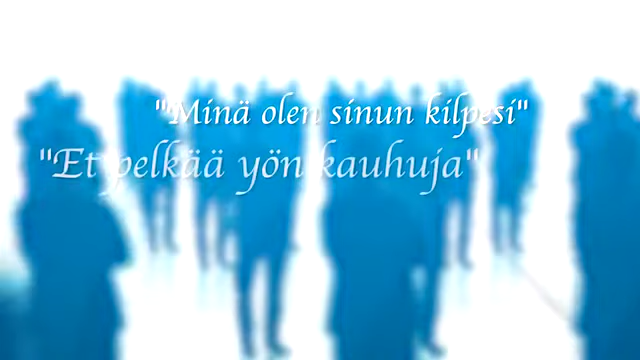 "Minä olen sinun kilpesi"
"Et pelkää yön kauhuja"